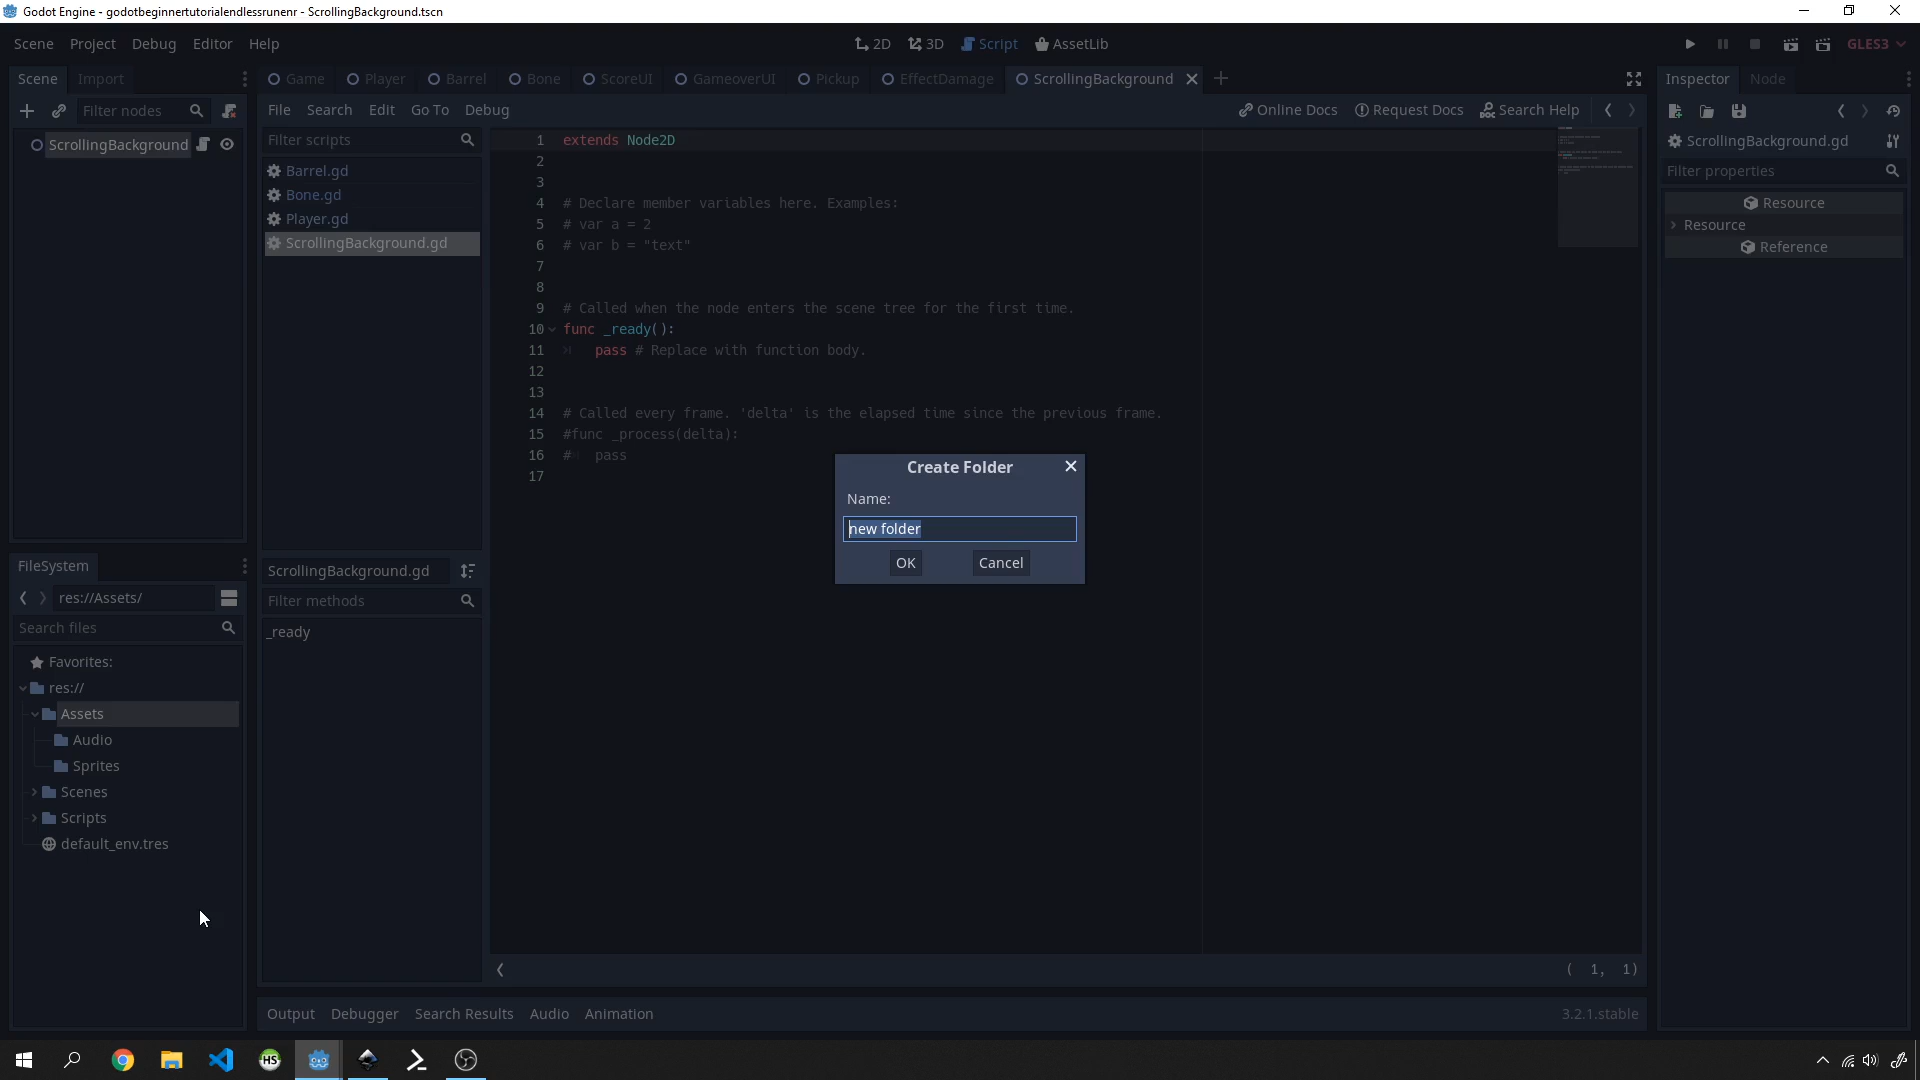 Godot Engine - godotbeginnertutorialendlessrunenr - ScrollingBackground.tscn
Scene Project Debug Editor Help 2D 3D Script AssetLib GLES3
Scene Import Game Player Barrel Bone ScoreUI GameoverUI Pickup EffectDamage ScrollingBackground Inspector Node
Filter nodes File Search Edit Go To Debug Online Docs Request Docs Search Help
ScrollingBackground Filter scripts 1 extends Node2D ScrollingBackground.gd
2
Barrel.gd Filter properties
3
Bone.gd 4 # Declare member variables here. Examples: Resource
Player.gd 5 # var a = 2 Resource
ScrollingBackground.gd 6 # var b = "text" Reference
7
8
9 # Called when the node enters the scene tree for the first time.
10 func _ready():
11 pass # Replace with function body.
12
13
14 # Called every frame. 'delta' is the elapsed time since the previous frame.
15 #func _process(delta):
16 # pass
17
Create Folder
Name:
new folder
OK Cancel
FileSystem ScrollingBackground.gd
res://Assets/ Filter methods
Search files _ready
Favorites:
res://
Assets
Audio
Sprites
Scenes
Scripts
default_env.tres
( 1, 1)
Output Debugger Search Results Audio Animation 3.2.1.stable
HS